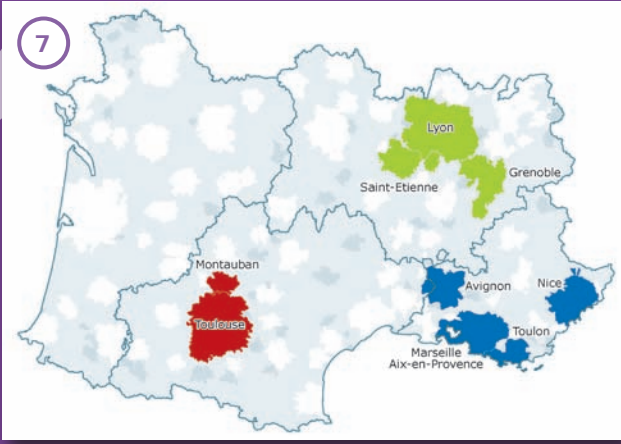 7
Lyon
Grenoble
Saint-Etienne
Montauban
Toulouse
Avignon
Nice
Toulon
Marseille
Aix-en-Provence